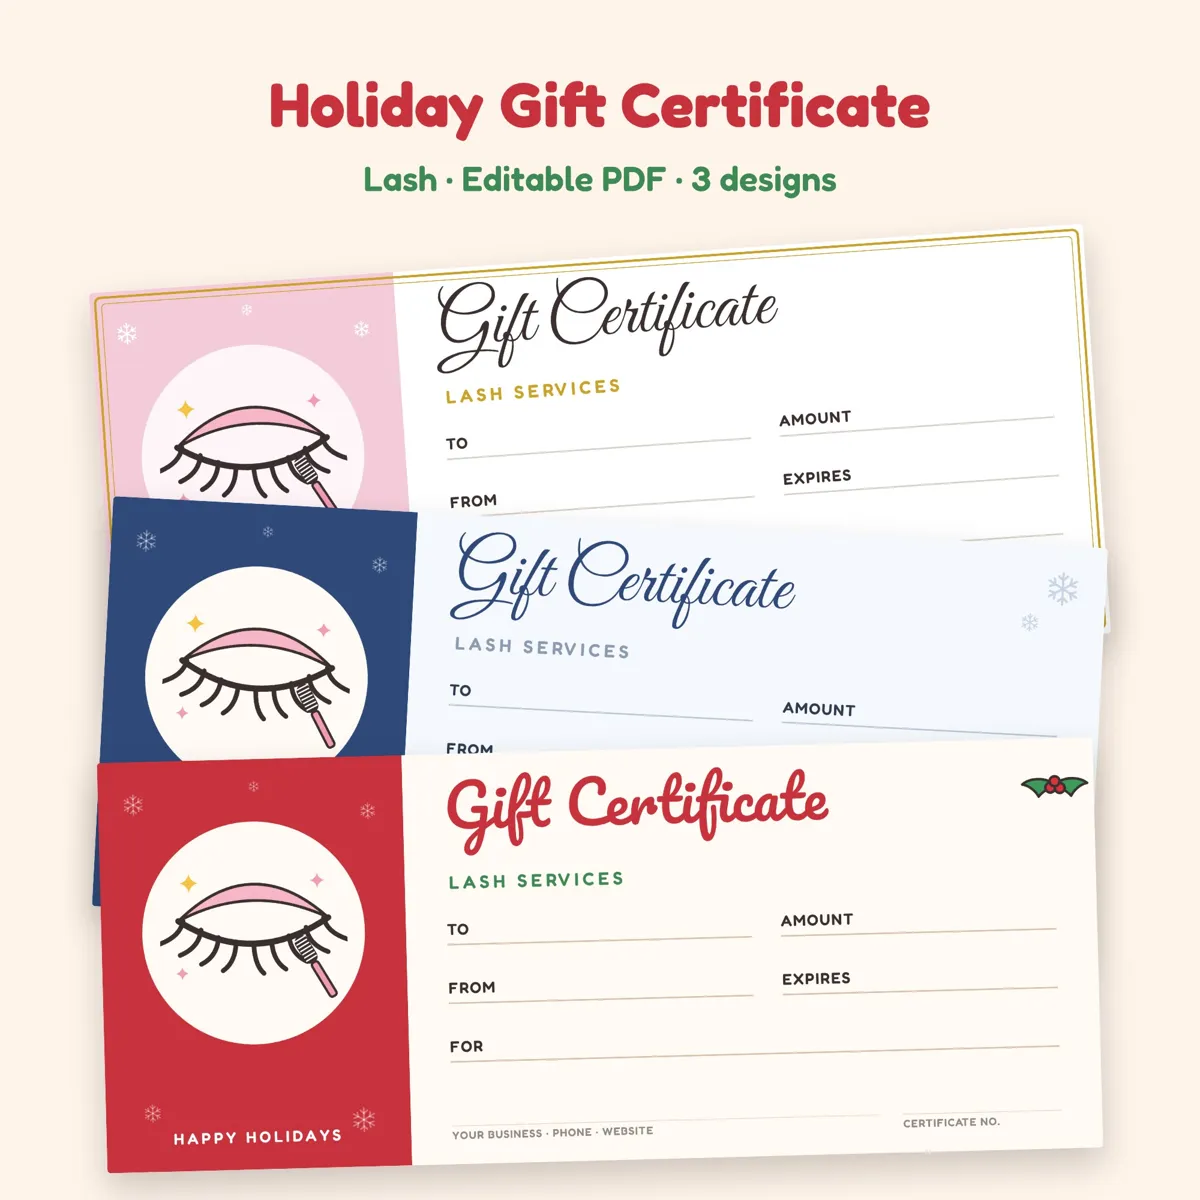 Holiday Gift Certificate
Lash · Editable PDF · 3 designs
Gift Certificate
LASH SERVICES
TO
AMOUNT
FROM
EXPIRES
Gift Certificate
LASH SERVICES
TO
AMOUNT
FROM
Gift Certificate
LASH SERVICES
TO
AMOUNT
FROM
EXPIRES
FOR
YOUR BUSINESS · PHONE · WEBSITE
CERTIFICATE NO.
HAPPY HOLIDAYS